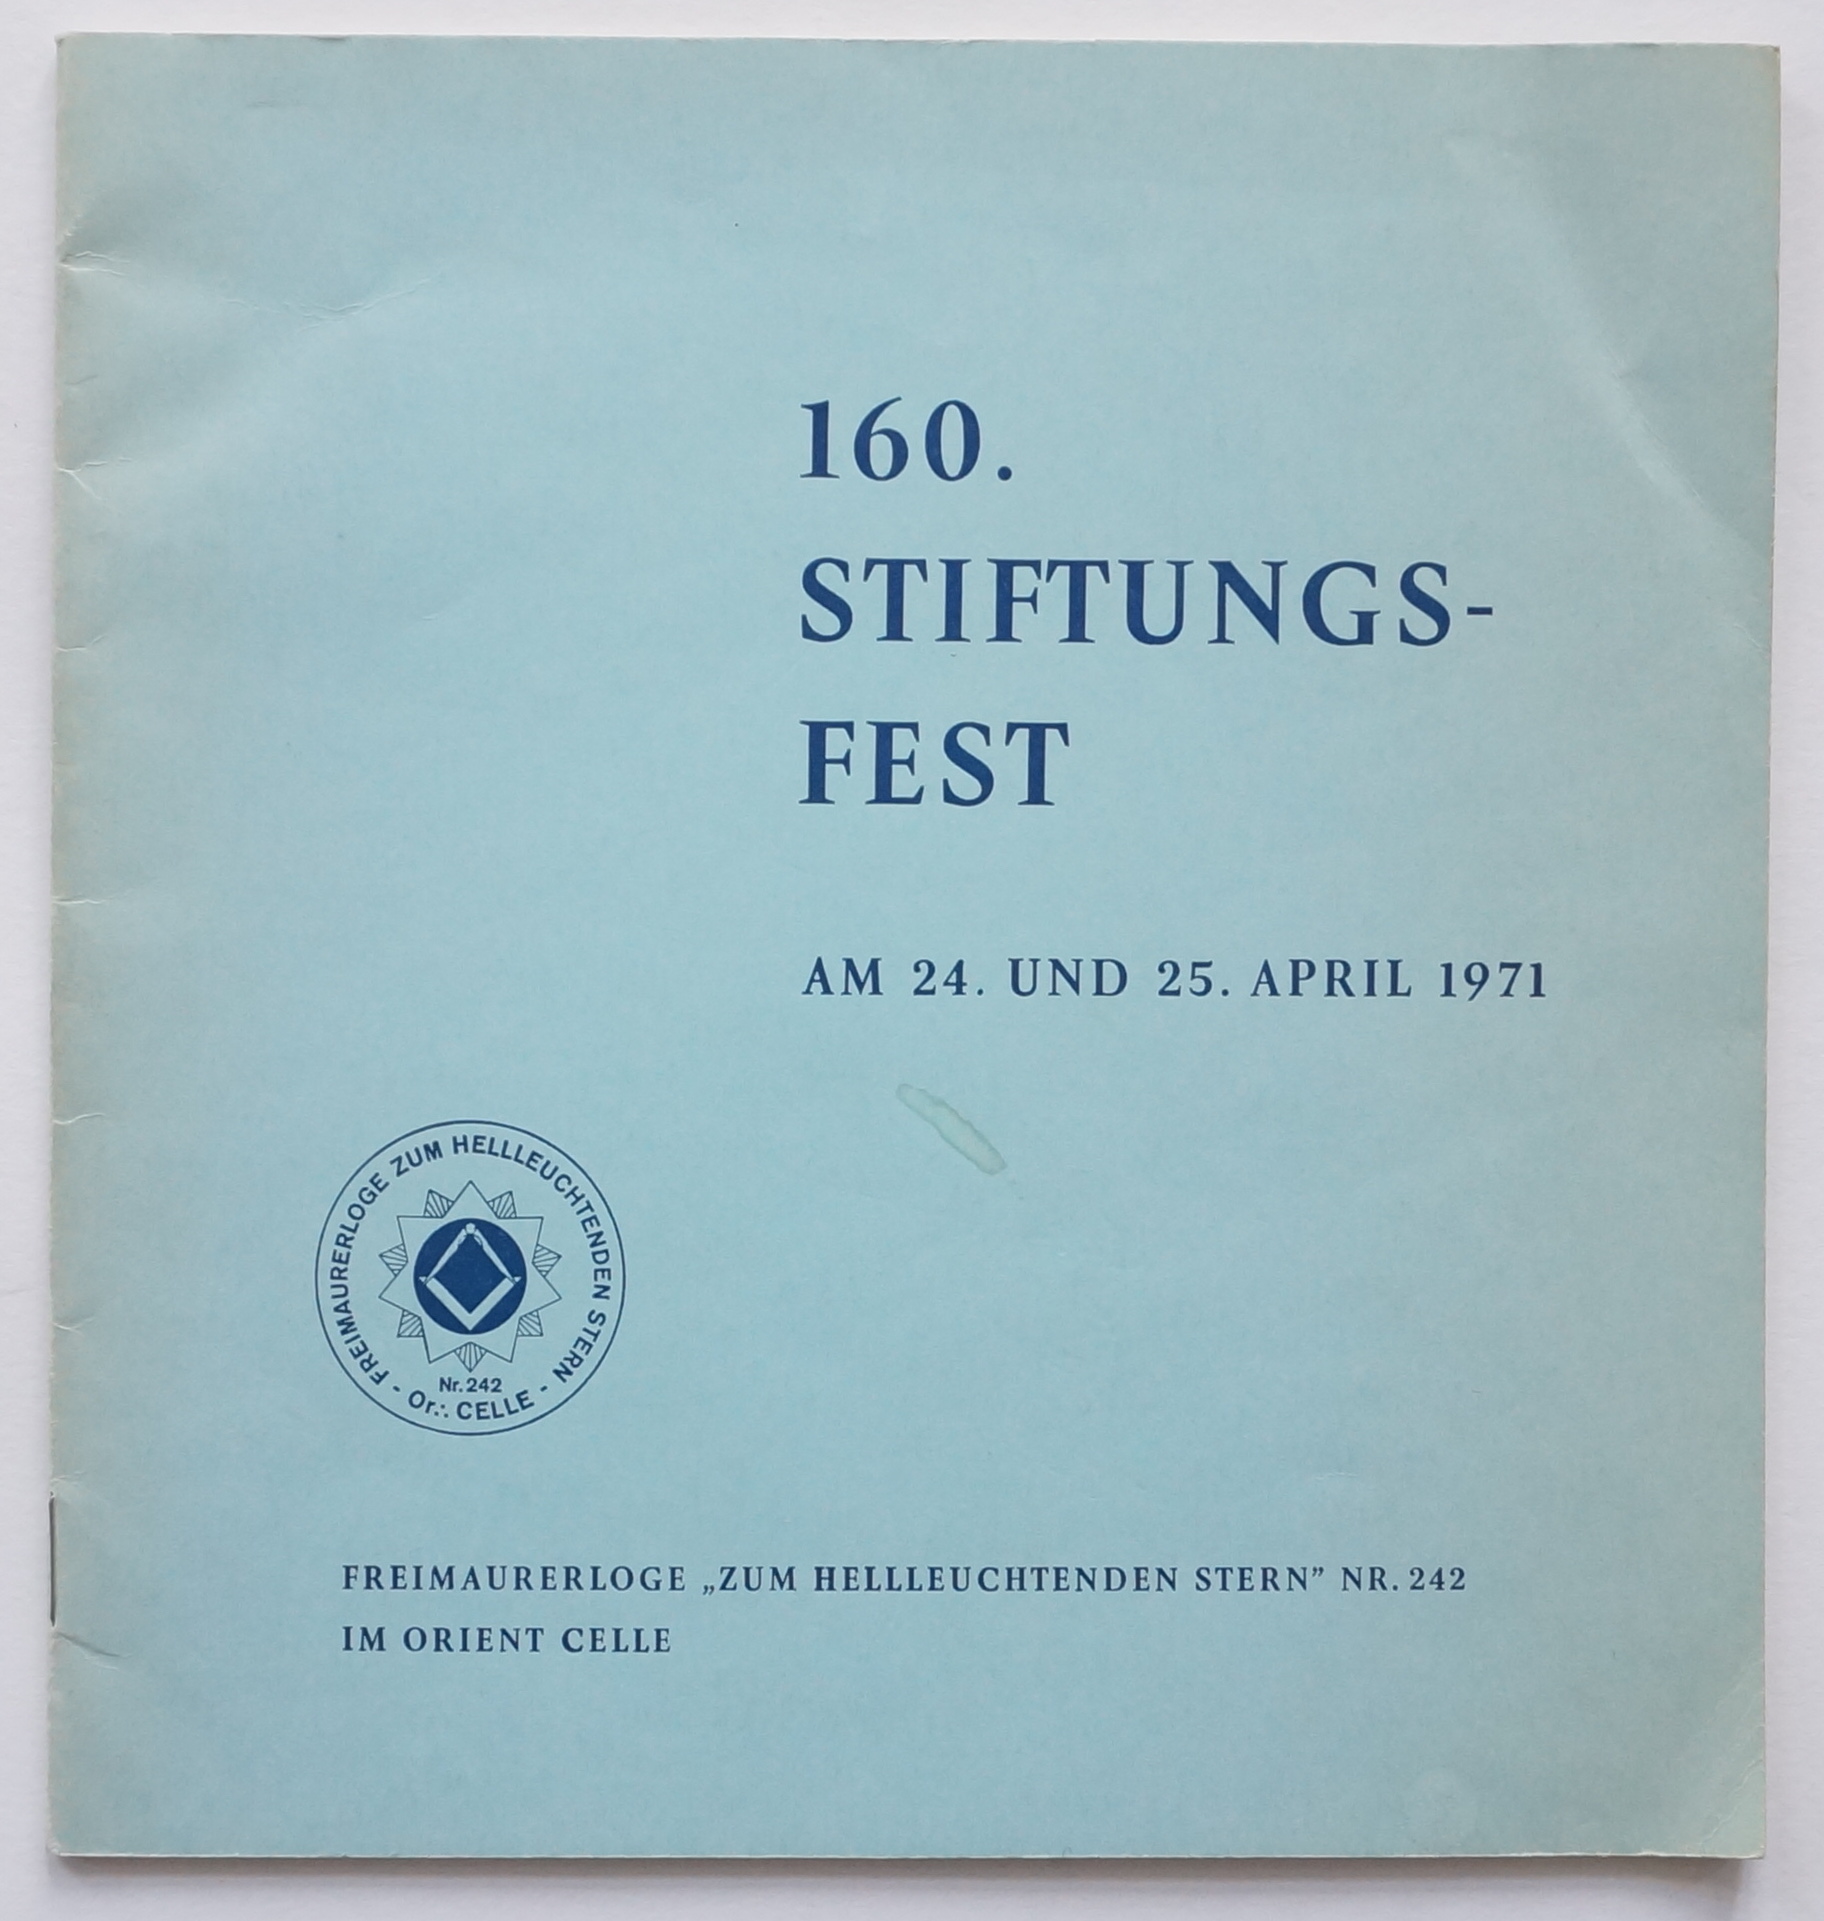 160.
STIFTUNGS-
FEST
AM 24. UND 25. APRIL 1971
- FREIMAURERLOGE ZUM HELLLEUCHTENDEN STERN -
Nr. 242
Or.∴ CELLE
FREIMAURERLOGE „ZUM HELLLEUCHTENDEN STERN” NR. 242
IM ORIENT CELLE